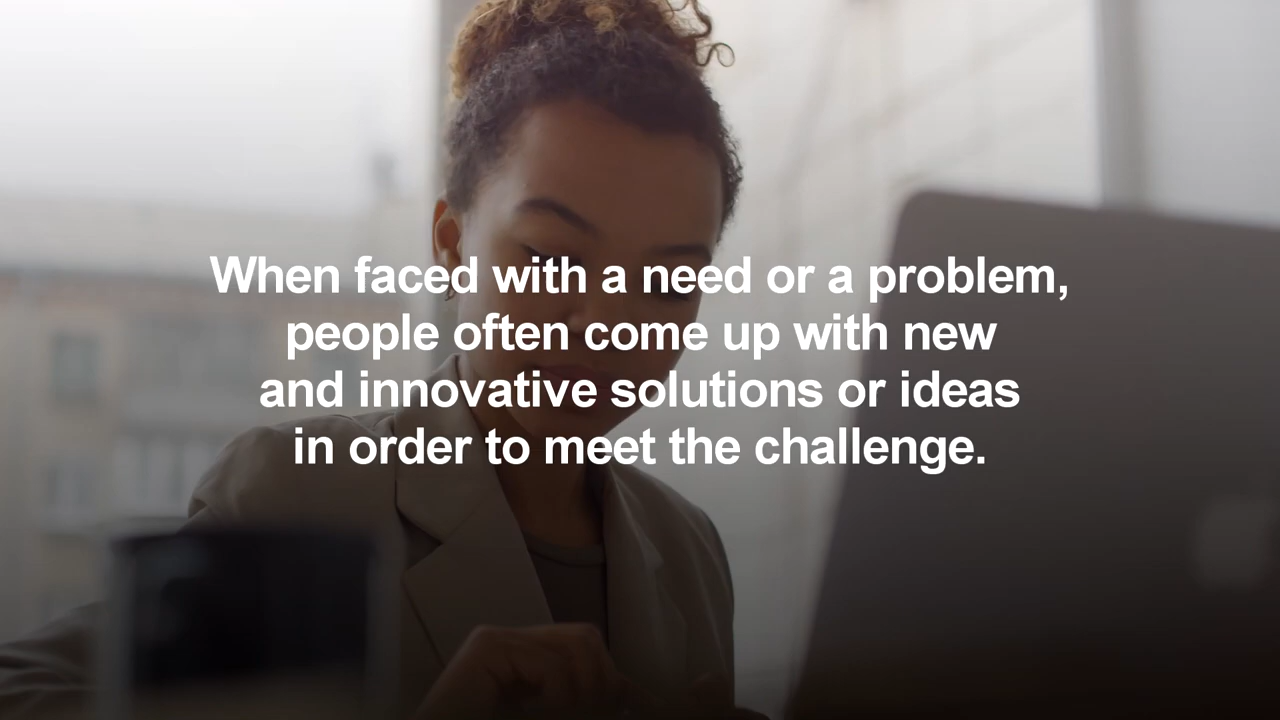 When faced with a need or a problem,
people often come up with new
and innovative solutions or ideas
in order to meet the challenge.